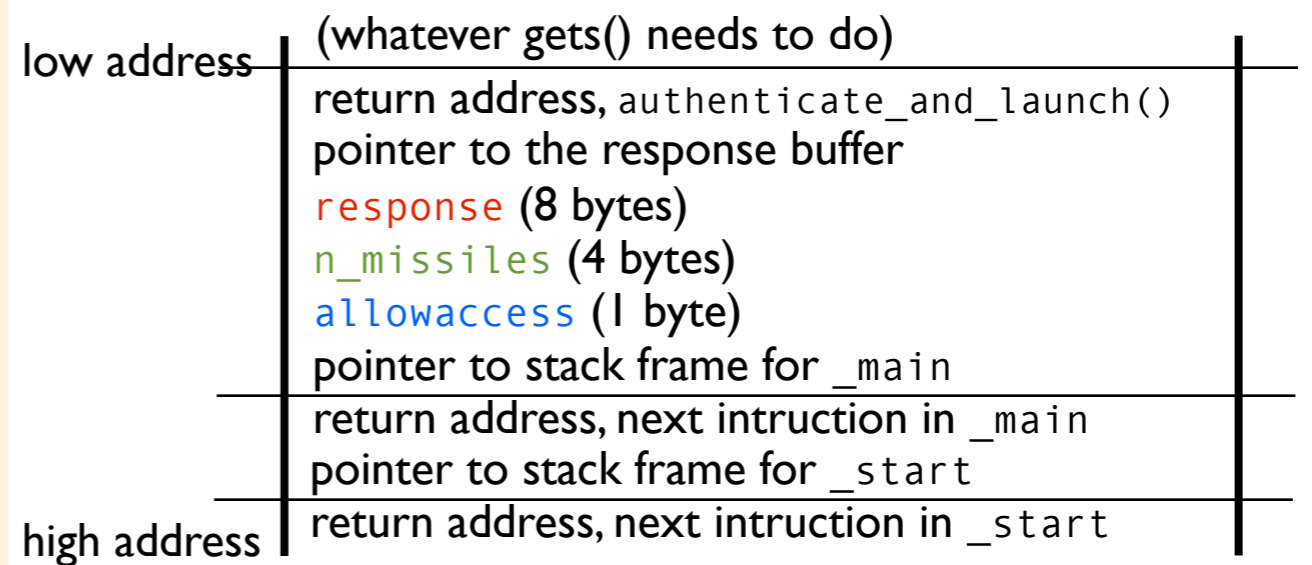 (whatever gets() needs to do)
low address
return address, authenticate_and_launch()
pointer to the response buffer
response (8 bytes)
n_missiles (4 bytes)
allowaccess (1 byte)
pointer to stack frame for _main
return address, next intruction in _main
pointer to stack frame for _start
return address, next intruction in _start
high address